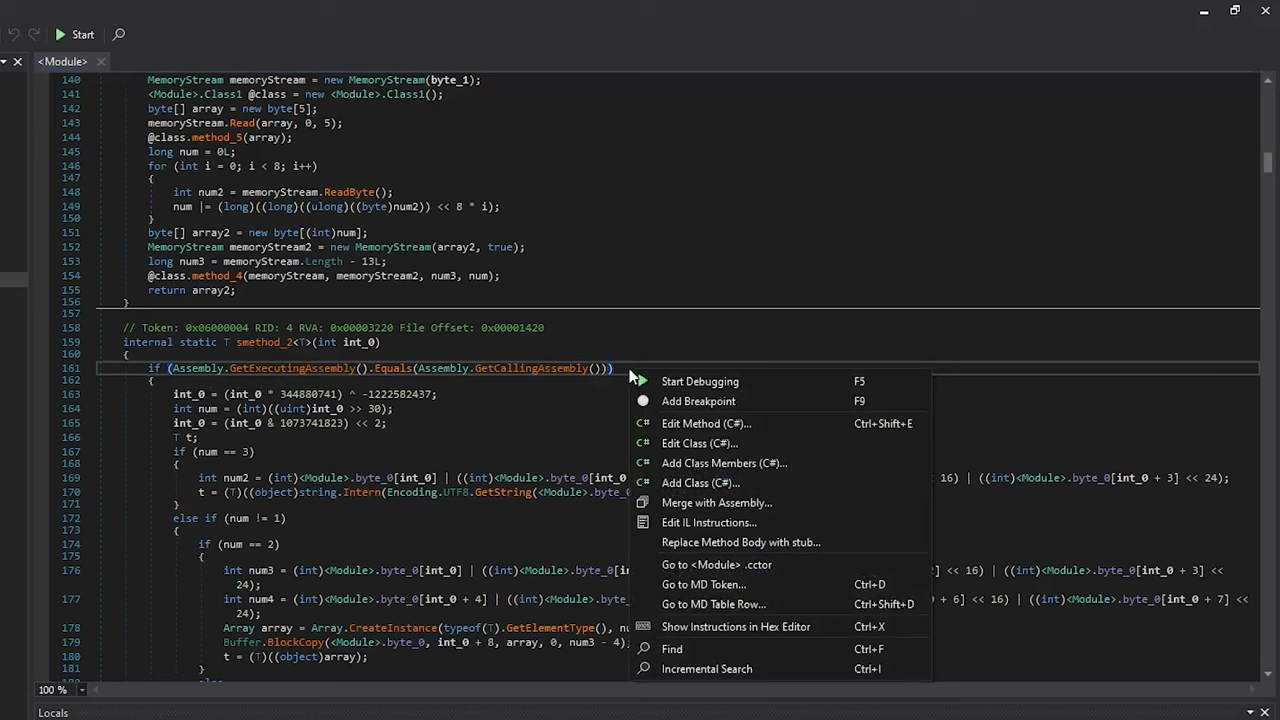 Start
<Module>
140 MemoryStream memoryStream = new MemoryStream(byte_1);
141 <Module>.Class1 @class = new <Module>.Class1();
142 byte[] array = new byte[5];
143 memoryStream.Read(array, 0, 5);
144 @class.method_5(array);
145 long num = 0L;
146 for (int i = 0; i < 8; i++)
147 {
148 int num2 = memoryStream.ReadByte();
149 num |= (long)((long)((ulong)((byte)num2)) << 8 * i);
150 }
151 byte[] array2 = new byte[(int)num];
152 MemoryStream memoryStream2 = new MemoryStream(array2, true);
153 long num3 = memoryStream.Length - 13L;
154 @class.method_4(memoryStream, memoryStream2, num3, num);
155 return array2;
156 }
157
158 // Token: 0x06000004 RID: 4 RVA: 0x00003220 File Offset: 0x00001420
159 internal static T smethod_2<T>(int int_0)
160 {
161 if (Assembly.GetExecutingAssembly().Equals(Assembly.GetCallingAssembly()))
162 {
163 int_0 = (int_0 * 344880741) ^ -1222582437;
164 int num = (int)((uint)int_0 >> 30);
165 int_0 = (int_0 & 1073741823) << 2;
166 T t;
167 if (num == 3)
168 {
169 int num2 = (int)<Module>.byte_0[int_0] | ((int)<Module>.byte_0[int_0 16) | ((int)<Module>.byte_0[int_0 + 3] << 24);
170 t = (T)((object)string.Intern(Encoding.UTF8.GetString(<Module>.byte_0
171 }
172 else if (num != 1)
173 {
174 if (num == 2)
175 {
176 int num3 = (int)<Module>.byte_0[int_0] | ((int)<Module>.byte_0[int_0 2] << 16) | ((int)<Module>.byte_0[int_0 + 3] <<
24);
177 int num4 = (int)<Module>.byte_0[int_0 + 4] | ((int)<Module>.byte_0[int_0 + 6] << 16) | ((int)<Module>.byte_0[int_0 + 7] <<
24);
178 Array array = Array.CreateInstance(typeof(T).GetElementType(), nu
179 Buffer.BlockCopy(<Module>.byte_0, int_0 + 8, array, 0, num3 - 4);
180 t = (T)((object)array);
181 }
Start Debugging F5
Add Breakpoint F9
Edit Method (C#)... Ctrl+Shift+E
Edit Class (C#)...
Add Class Members (C#)...
Add Class (C#)...
Merge with Assembly...
Edit IL Instructions...
Replace Method Body with stub...
Go to <Module> .cctor
Go to MD Token... Ctrl+D
Go to MD Table Row... Ctrl+Shift+D
Show Instructions in Hex Editor Ctrl+X
Find Ctrl+F
Incremental Search Ctrl+I
100 %
Locals